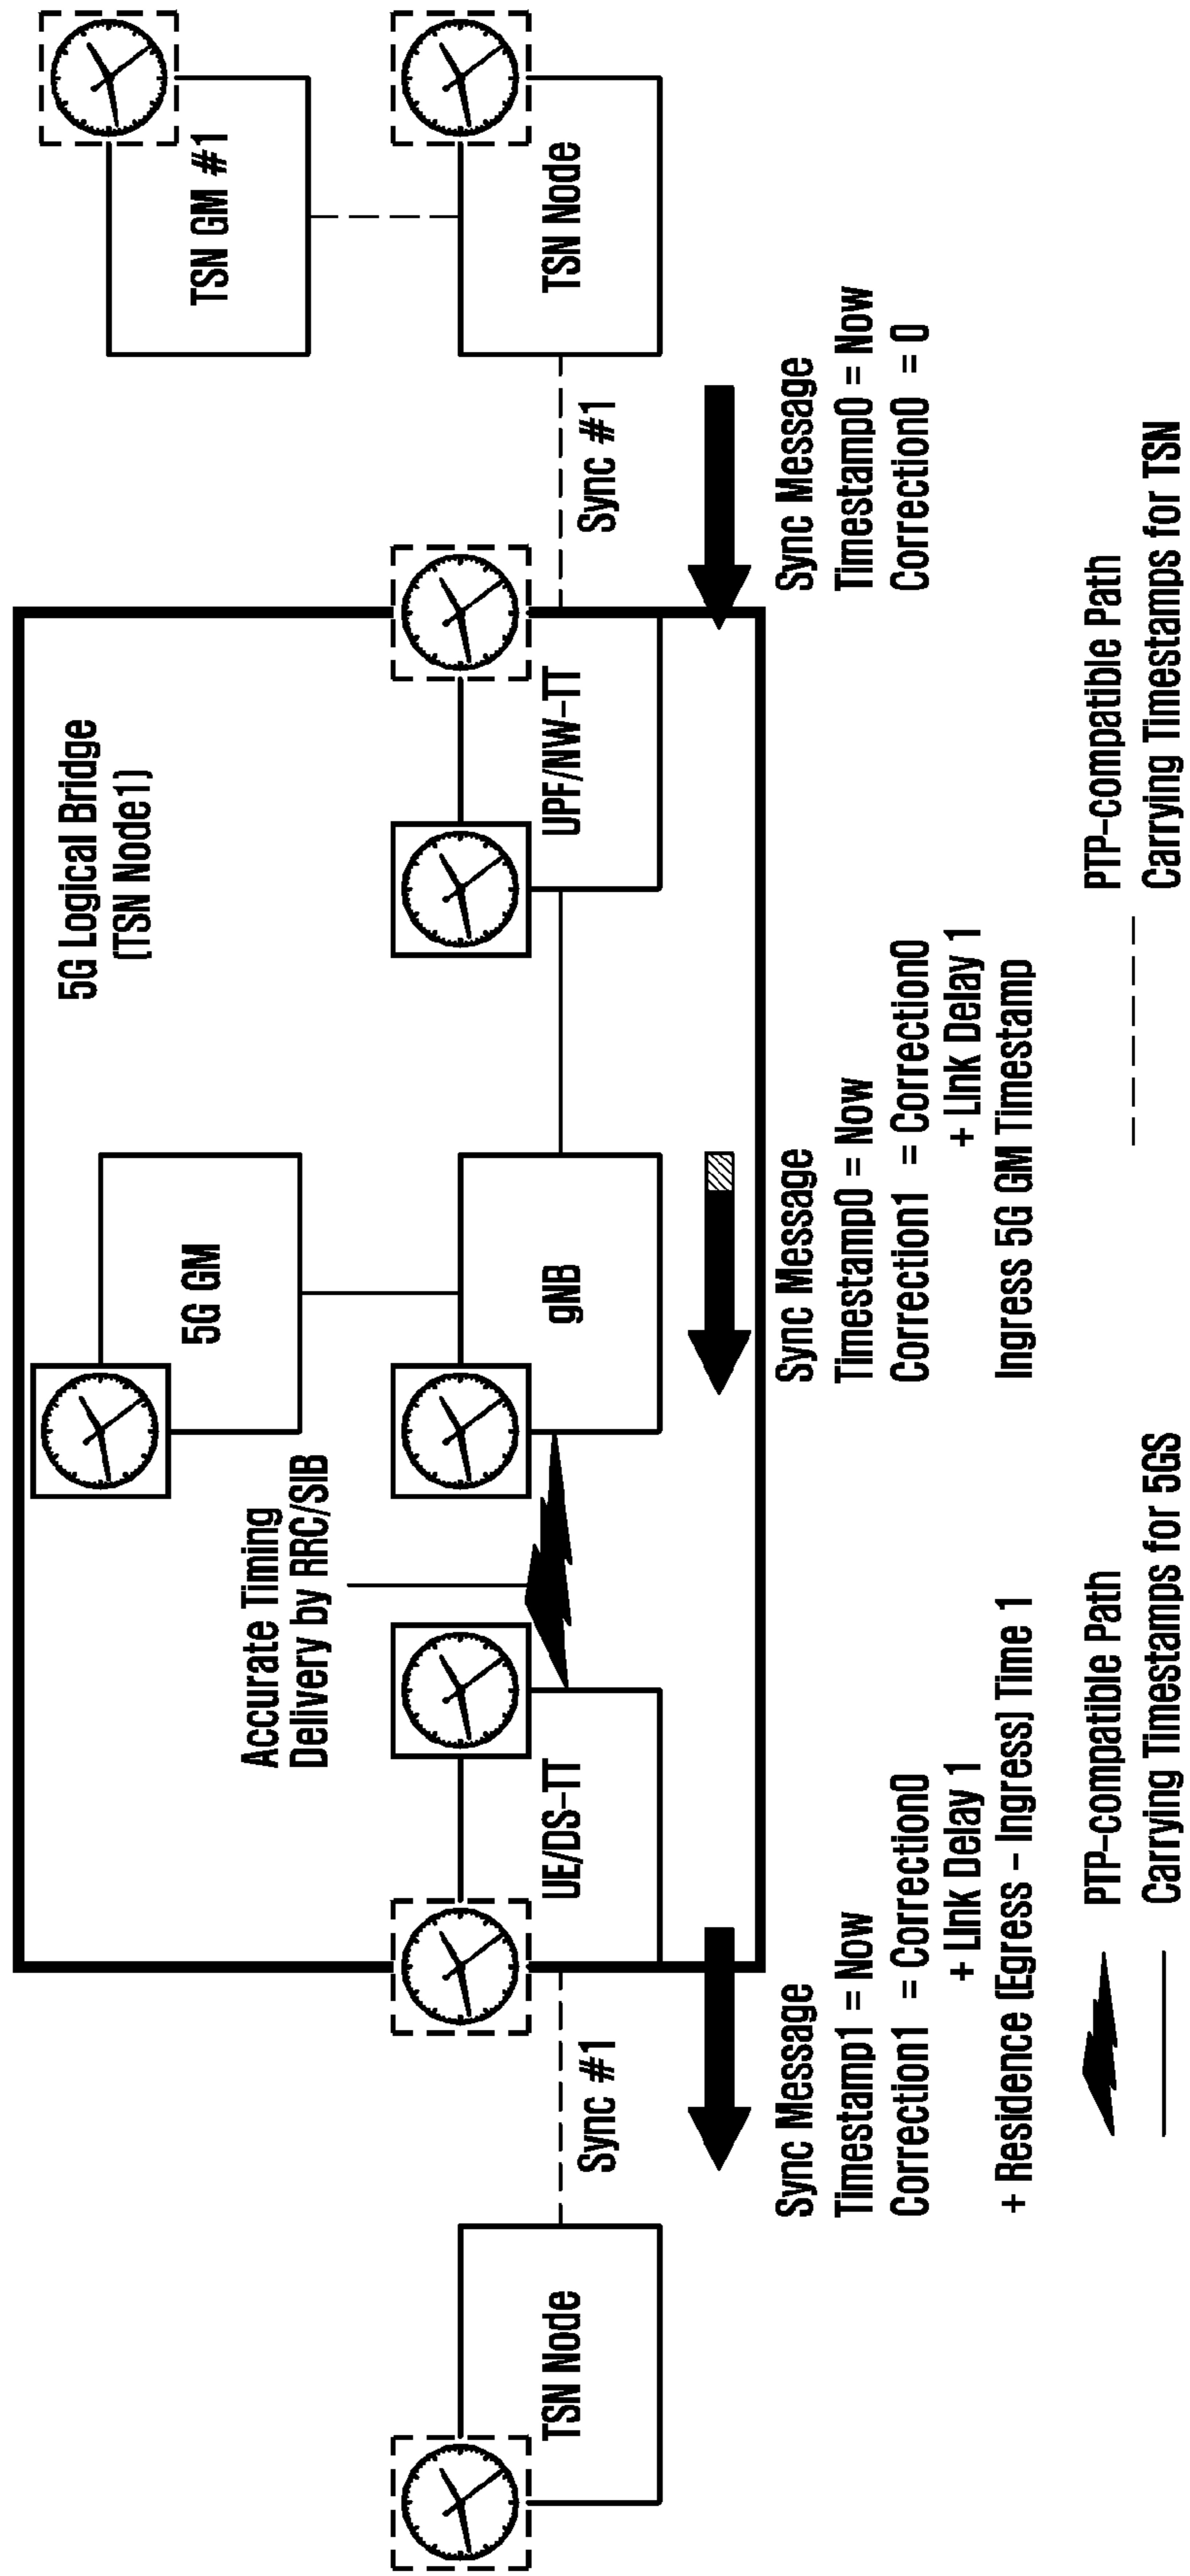 5G Logical Bridge
(TSN Node1)
TSN GM #1
5G GM
Accurate Timing
Delivery by RRC/SIB
TSN Node
Sync #1
UE/DS-TT
gNB
UPF/NW-TT
Sync #1
TSN Node
Sync Message
Timestamp1 = Now
Correction1 = Correction0
+ Link Delay 1
+ Residence (Egress - Ingress) Time 1
Sync Message
Timestamp0 = Now
Correction1 = Correction0
+ Link Delay 1
Ingress 5G GM Timestamp
Sync Message
Timestamp0 = Now
Correction0 = 0
PTP-compatible Path
Carrying Timestamps for 5GS
PTP-compatible Path
Carrying Timestamps for TSN